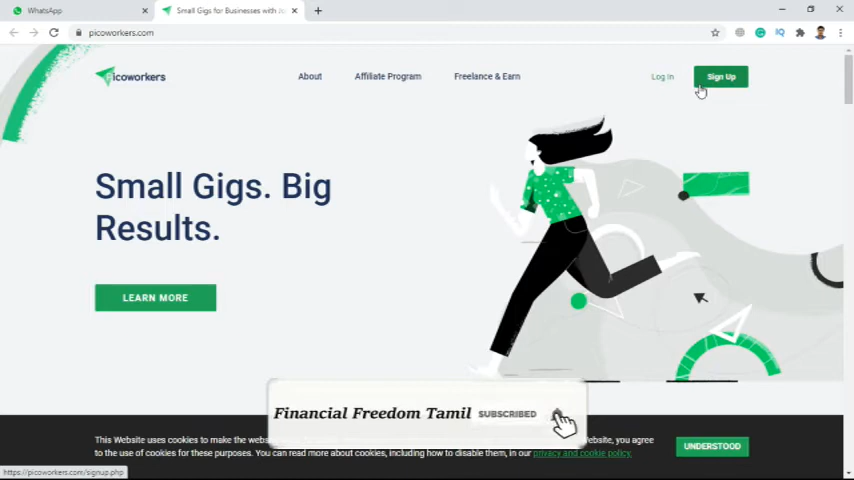 WhatsApp
Small Gigs for Businesses with
picoworkers.com
IQ
Picoworkers
About
Affiliate Program
Freelance & Earn
Log In
Sign Up
Small Gigs. Big
Results.
LEARN MORE
Financial Freedom Tamil SUBSCRIBED
This Website uses cookies to make the
Website, you agree
to the use of cookies for these purposes. You can read more about cookies, including how to disable them, in our privacy and cookie policy.
UNDERSTOOD
https://picoworkers.com/signup.php